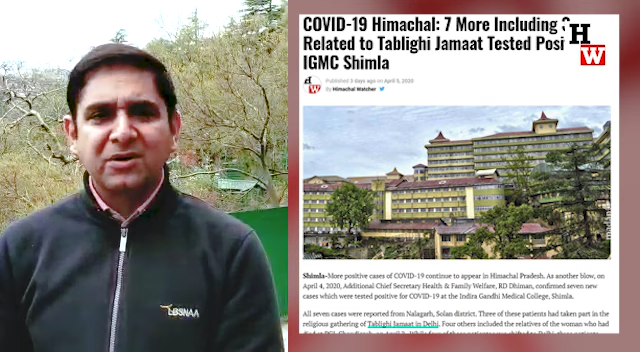 COVID-19 Himachal: 7 More Including
Related to Tablighi Jamaat Tested Posi
IGMC Shimla
H
W
H
W
Published 3 days ago on April 5, 2020
By Himachal Watcher
Shimla-More positive cases of COVID-19 continue to appear in Himachal Pradesh. As another blow, on
April 4, 2020, Additional Chief Secretary Health & Family Welfare, RD Dhiman, confirmed seven new
cases which were tested positive for COVID-19 at the Indira Gandhi Medical College, Shimla.
All seven cases were reported from Nalagarh, Solan district. Three of these patients had taken part in the
religious gathering of Tablighi Jamaat in Delhi. Four others included the relatives of the woman who had
LBSNAA